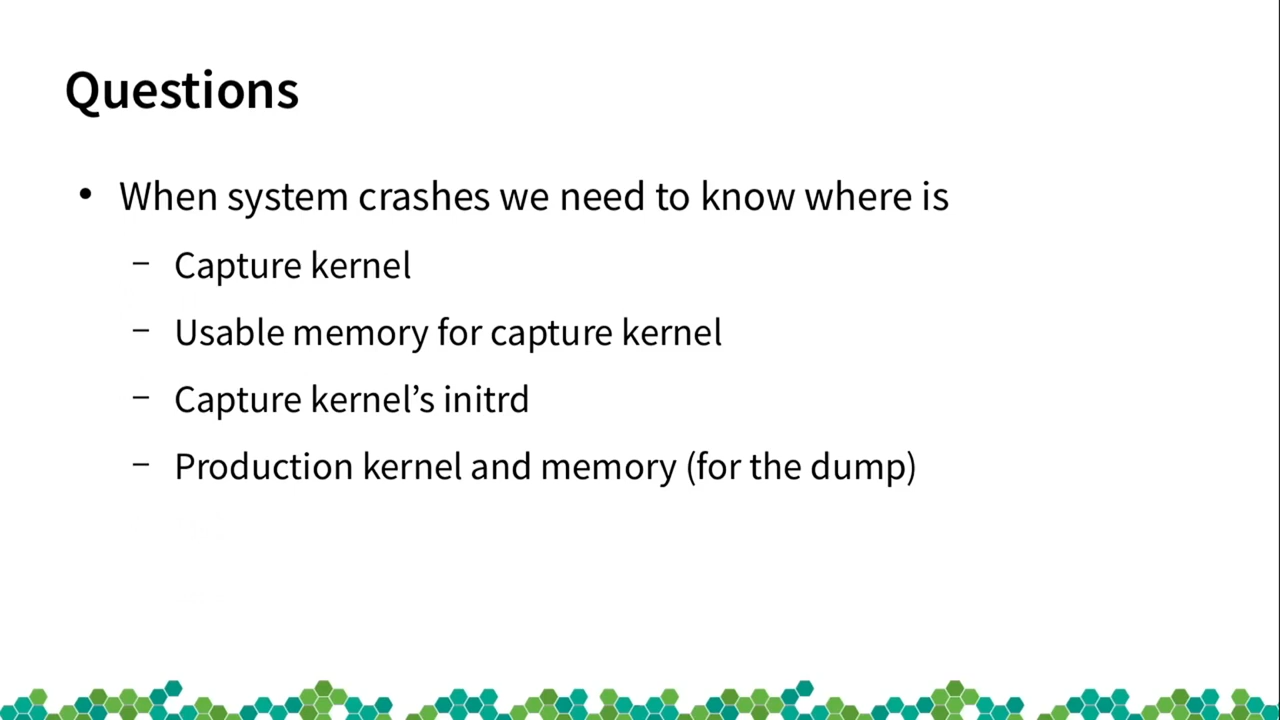 Questions
• When system crashes we need to know where is
– Capture kernel
– Usable memory for capture kernel
– Capture kernel’s initrd
– Production kernel and memory (for the dump)